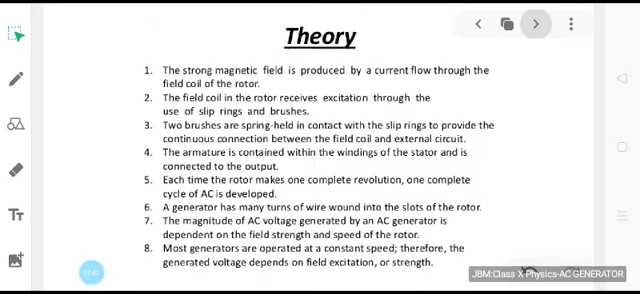 Theory
1. The strong magnetic field is produced by a current flow through the
field coil of the rotor.
2. The field coil in the rotor receives excitation through the
use of slip rings and brushes.
3. Two brushes are spring-held in contact with the slip rings to provide the
continuous connection between the field coil and external circuit.
4. The armature is contained within the windings of the stator and is
connected to the output.
5. Each time the rotor makes one complete revolution, one complete
cycle of AC is developed.
6. A generator has many turns of wire wound into the slots of the rotor.
7. The magnitude of AC voltage generated by an AC generator is
dependent on the field strength and speed of the rotor.
8. Most generators are operated at a constant speed; therefore, the
generated voltage depends on field excitation, or strength.
JBM:Class X Physics-AC GENERATOR
Tт